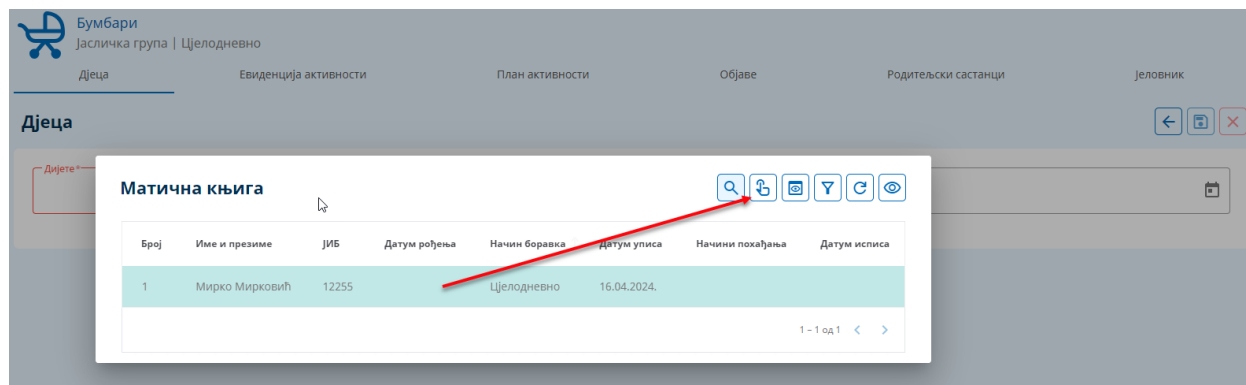 Бумбари
Јасличка група | Цјелодневно
Дјеца Евиденција активности План активности Објаве Родитељски састанци Јеловник
Дјеца
Дијете *
Матична књига
Број Име и презиме ЈИБ Датум рођења Начин боравка Датум уписа Начини похађања Датум исписа
1 Мирко Мирковић 12255 Цјелодневно 16.04.2024.
1 – 1 од 1